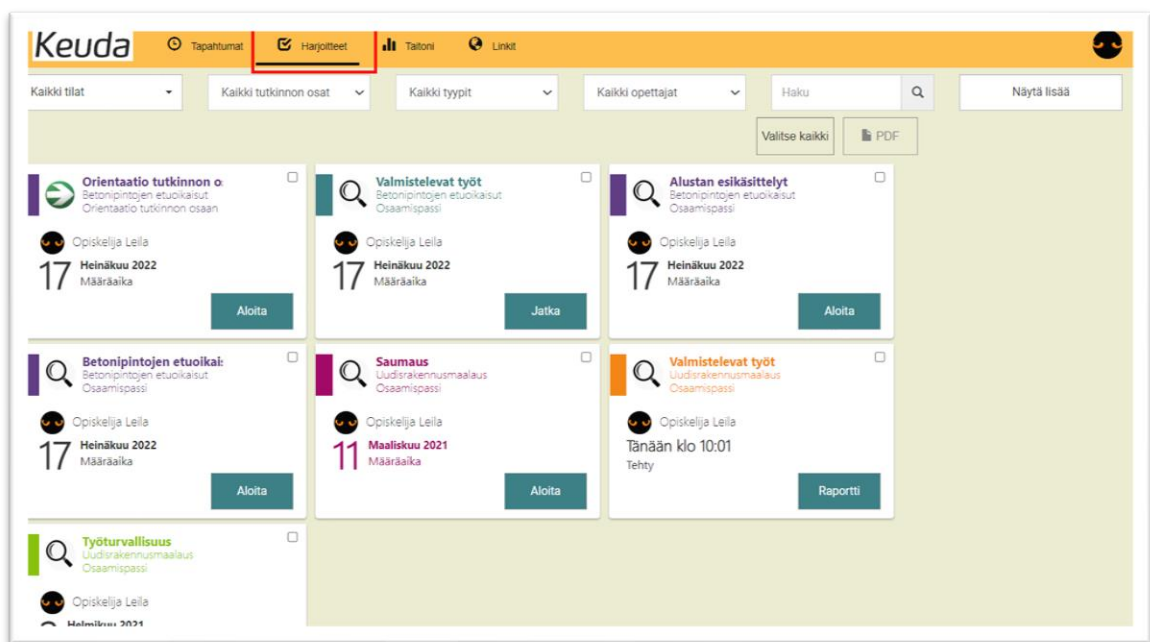 Keuda
Tapahtumat
Harjoitteet
Taitoni
Linkit
Kaikki tilat
Kaikki tutkinnon osat
Kaikki tyypit
Kaikki opettajat
Haku
Näytä lisää
Valitse kaikki
PDF
Orientaatio tutkinnon o
Betonipintojen etuoikaisut
Orientaatio tutkinnon osaan
Opiskelija Leila
17 Heinäkuu 2022
Määräaika
Aloita
Valmistelevat työt
Betonipintojen etuoikaisut
Osaamispassi
Opiskelija Leila
17 Heinäkuu 2022
Määräaika
Jatka
Alustan esikäsittelyt
Betonipintojen etuoikaisut
Osaamispassi
Opiskelija Leila
17 Heinäkuu 2022
Määräaika
Aloita
Betonipintojen etuoikai
Betonipintojen etuoikaisut
Osaamispassi
Opiskelija Leila
17 Heinäkuu 2022
Määräaika
Aloita
Saumaus
Uudisrakennusmaalaus
Osaamispassi
Opiskelija Leila
11 Maaliskuu 2021
Määräaika
Aloita
Valmistelevat työt
Uudisrakennusmaalaus
Osaamispassi
Opiskelija Leila
Tänään klo 10:01
Tehty
Raportti
Työturvallisuus
Uudisrakennusmaalaus
Osaamispassi
Opiskelija Leila
Helmikuu 2021